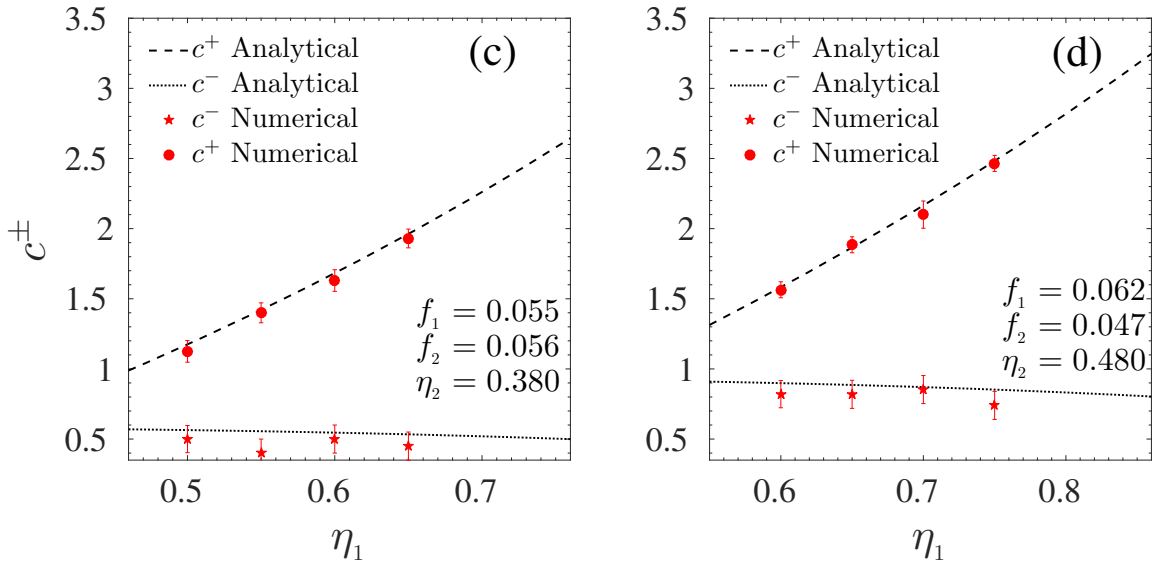 3.5
3
2.5
2
1.5
1
0.5
c± 
0.5 0.6 0.7
η₁
c⁺ Analytical
c⁻ Analytical
c⁻ Numerical
c⁺ Numerical
(c)
f₁ = 0.055
f₂ = 0.056
η₂ = 0.380
3.5
3
2.5
2
1.5
1
0.5
0.6 0.7 0.8
η₁
c⁺ Analytical
c⁻ Analytical
c⁻ Numerical
c⁺ Numerical
(d)
f₁ = 0.062
f₂ = 0.047
η₂ = 0.480